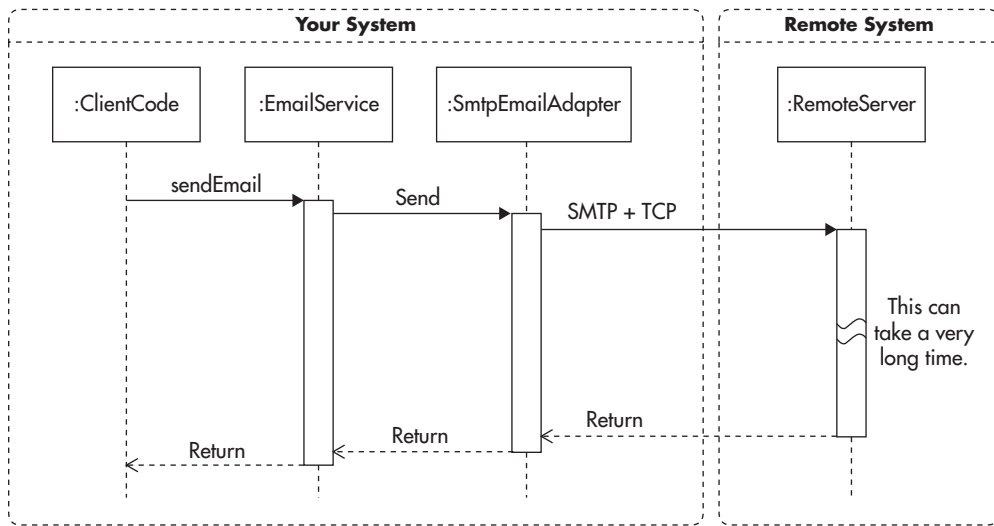 Your System
Remote System
:ClientCode
:EmailService
:SmtpEmailAdapter
:RemoteServer
sendEmail
Send
SMTP + TCP
This can
take a very
long time.
Return
Return
Return